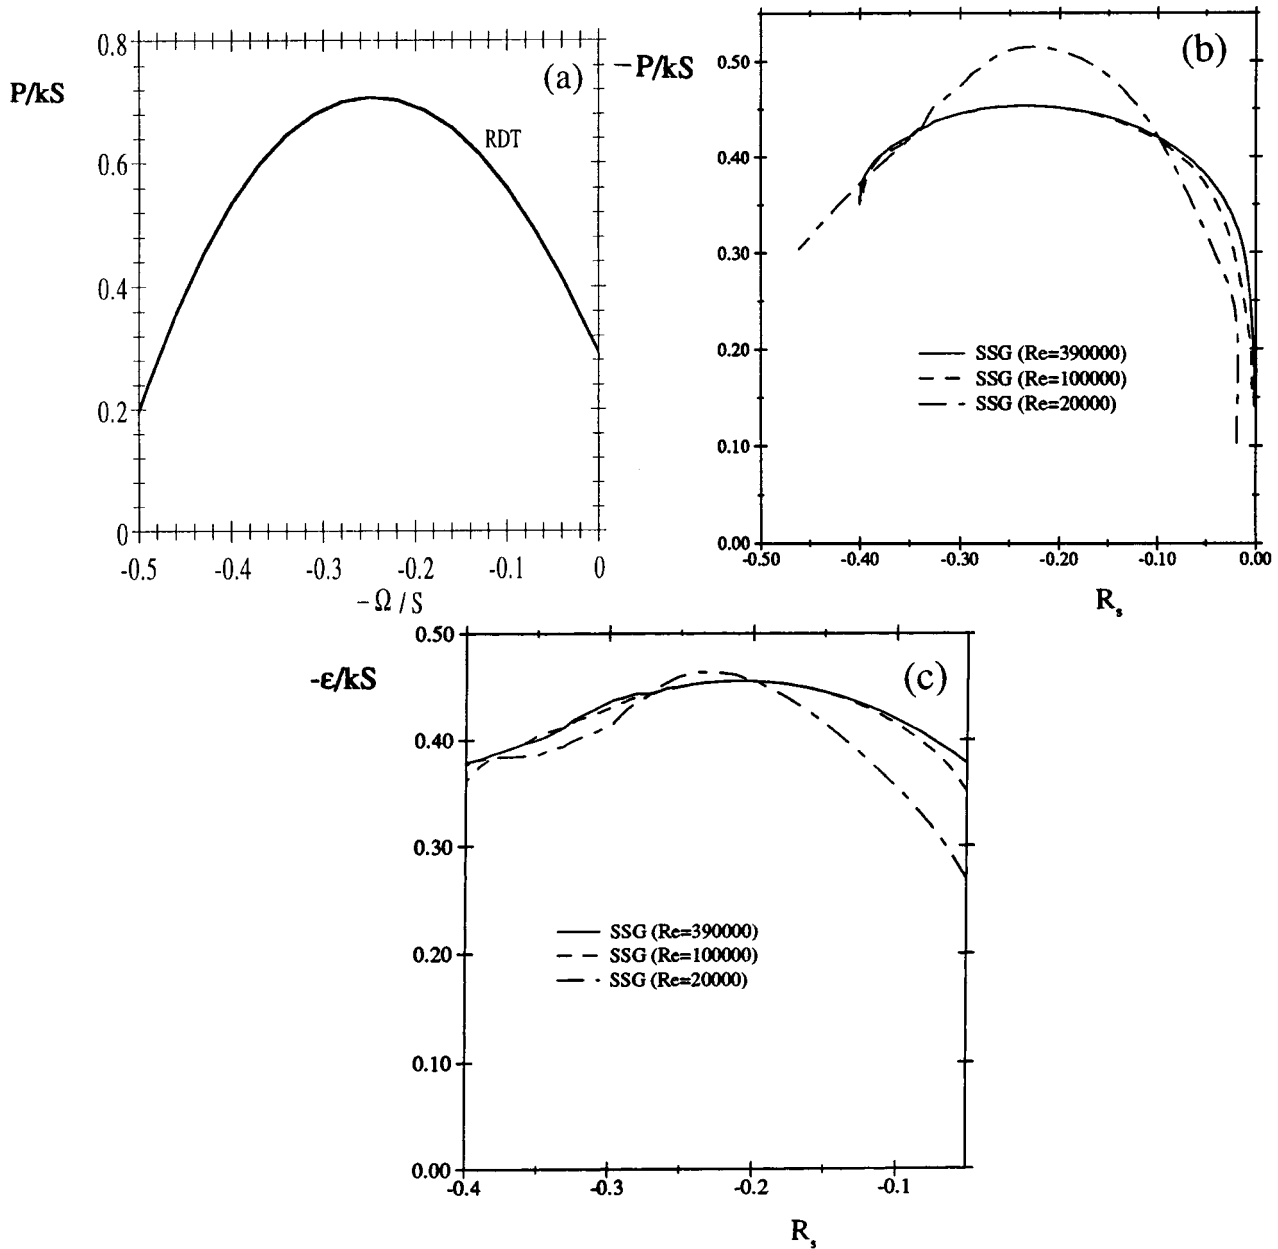 0.8
P/kS
(a)
RDT
0.6
0.4
0.2
0
-0.5
-0.4
-0.3
-0.2
-0.1
0
-Ω/S
−P/kS
(b)
0.50
0.40
0.30
0.20
0.10
0.00
SSG (Re=390000)
SSG (Re=100000)
SSG (Re=20000)
-0.50
-0.40
-0.30
-0.20
-0.10
0.00
Rs
0.50
-ε/kS
(c)
0.40
0.30
0.20
0.10
0.00
SSG (Re=390000)
SSG (Re=100000)
SSG (Re=20000)
-0.4
-0.3
-0.2
-0.1
Rs